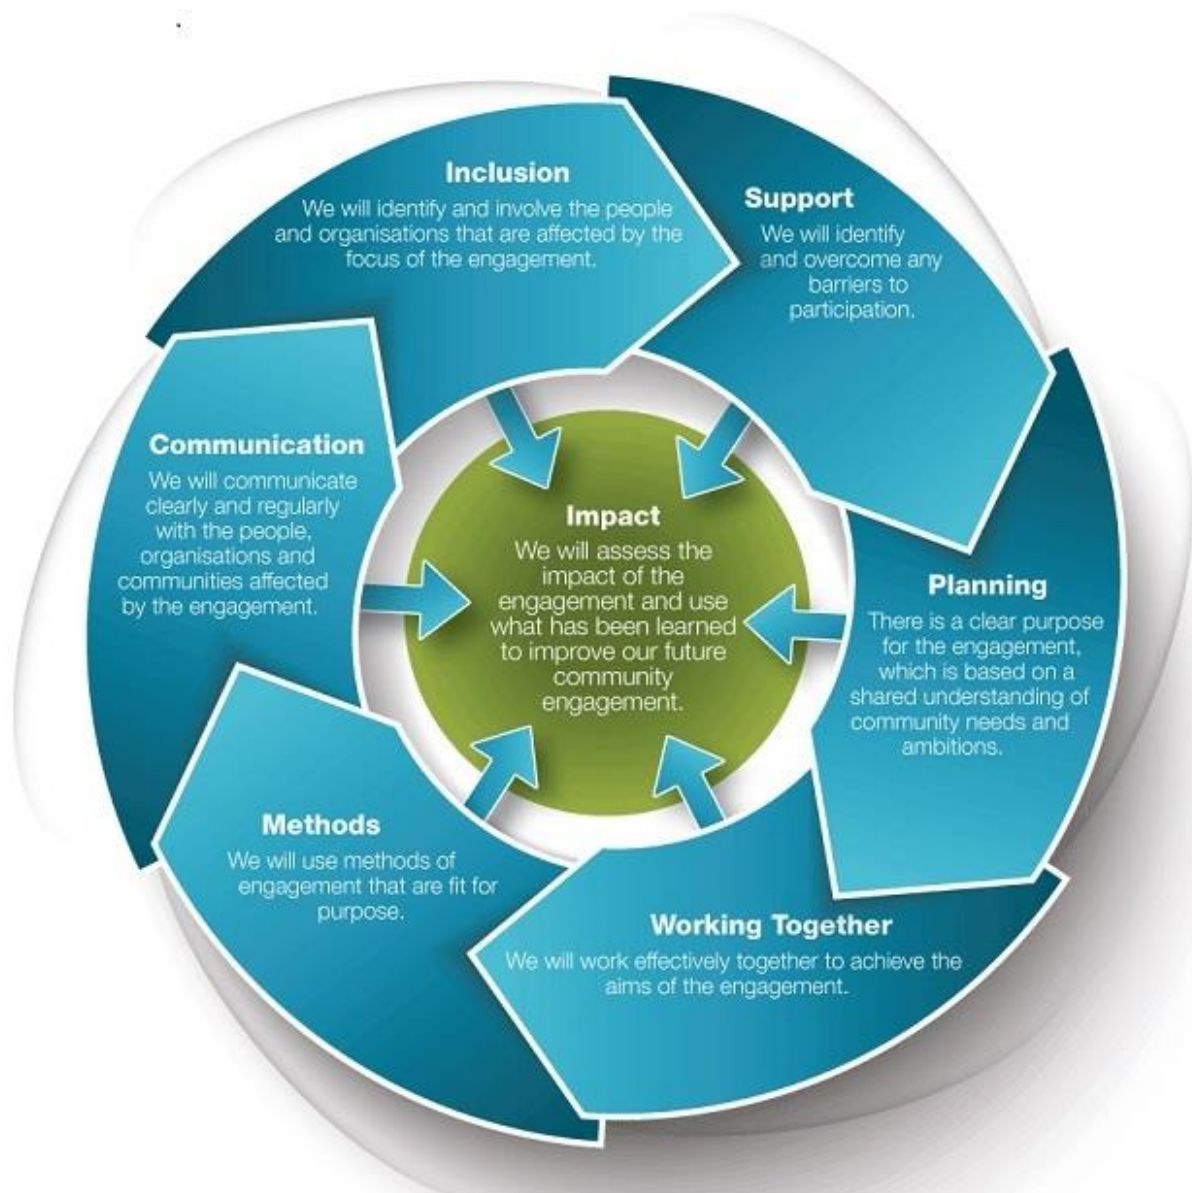 Inclusion
We will identify and involve the people
and organisations that are affected by the
focus of the engagement.
Support
We will identify
and overcome any
barriers to
participation.
Planning
There is a clear purpose
for the engagement,
which is based on a
shared understanding of
community needs and
ambitions.
Working Together
We will work effectively together to achieve the
aims of the engagement.
Methods
We will use methods of
engagement that are fit for
purpose.
Communication
We will communicate
clearly and regularly
with the people,
organisations and
communities affected
by the engagement.
Impact
We will assess the
impact of the
engagement and use
what has been learned
to improve our future
community
engagement.